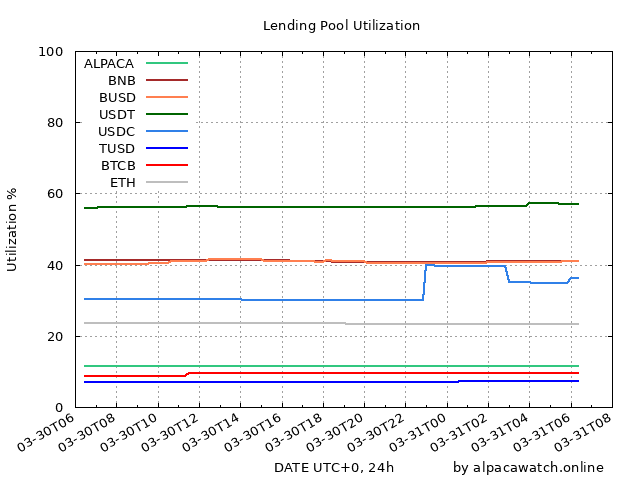 Lending Pool Utilization
100
80
60
40
20
0
Utilization %
ALPACA
BNB
BUSD
USDT
USDC
TUSD
BTCB
ETH
03-30T06
03-30T08
03-30T10
03-30T12
03-30T14
03-30T16
03-30T18
03-30T20
03-30T22
03-31T00
03-31T02
03-31T04
03-31T06
03-31T08
DATE UTC+0, 24h
by alpacawatch.online